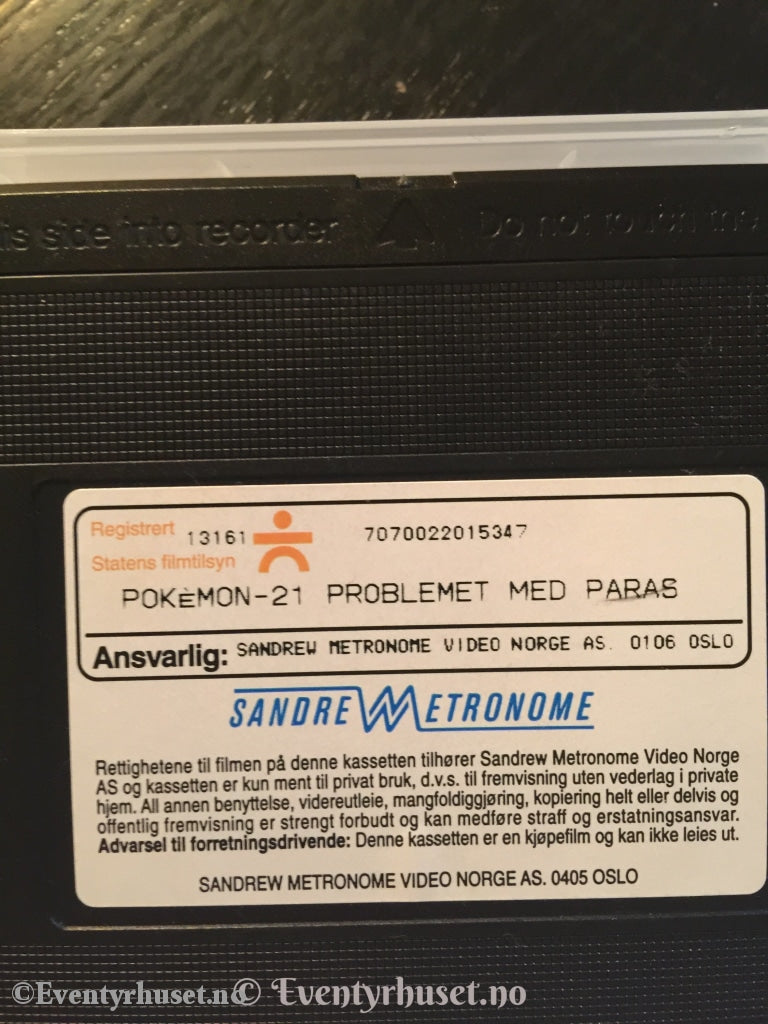 is side into recorder Do not touch the
Registrert 13161 7070022015347
Statens filmtilsyn
POKÈMON-21 PROBLEMET MED PARAS
Ansvarlig: SANDREW METRONOME VIDEO NORGE AS. 0106 OSLO
SANDREW METRONOME
Rettighetene til filmen på denne kassetten tilhører Sandrew Metronome Video Norge
AS og kassetten er kun ment til privat bruk, d.v.s. til fremvisning uten vederlag i private
hjem. All annen benyttelse, videreutleie, mangfoldiggjøring, kopiering helt eller delvis og
offentlig fremvisning er strengt forbudt og kan medføre straff og erstatningsansvar.
Advarsel til forretningsdrivende: Denne kassetten er en kjøpefilm og kan ikke leies ut.
SANDREW METRONOME VIDEO NORGE AS. 0405 OSLO
©Eventyrhuset.no © Eventyrhuset.no